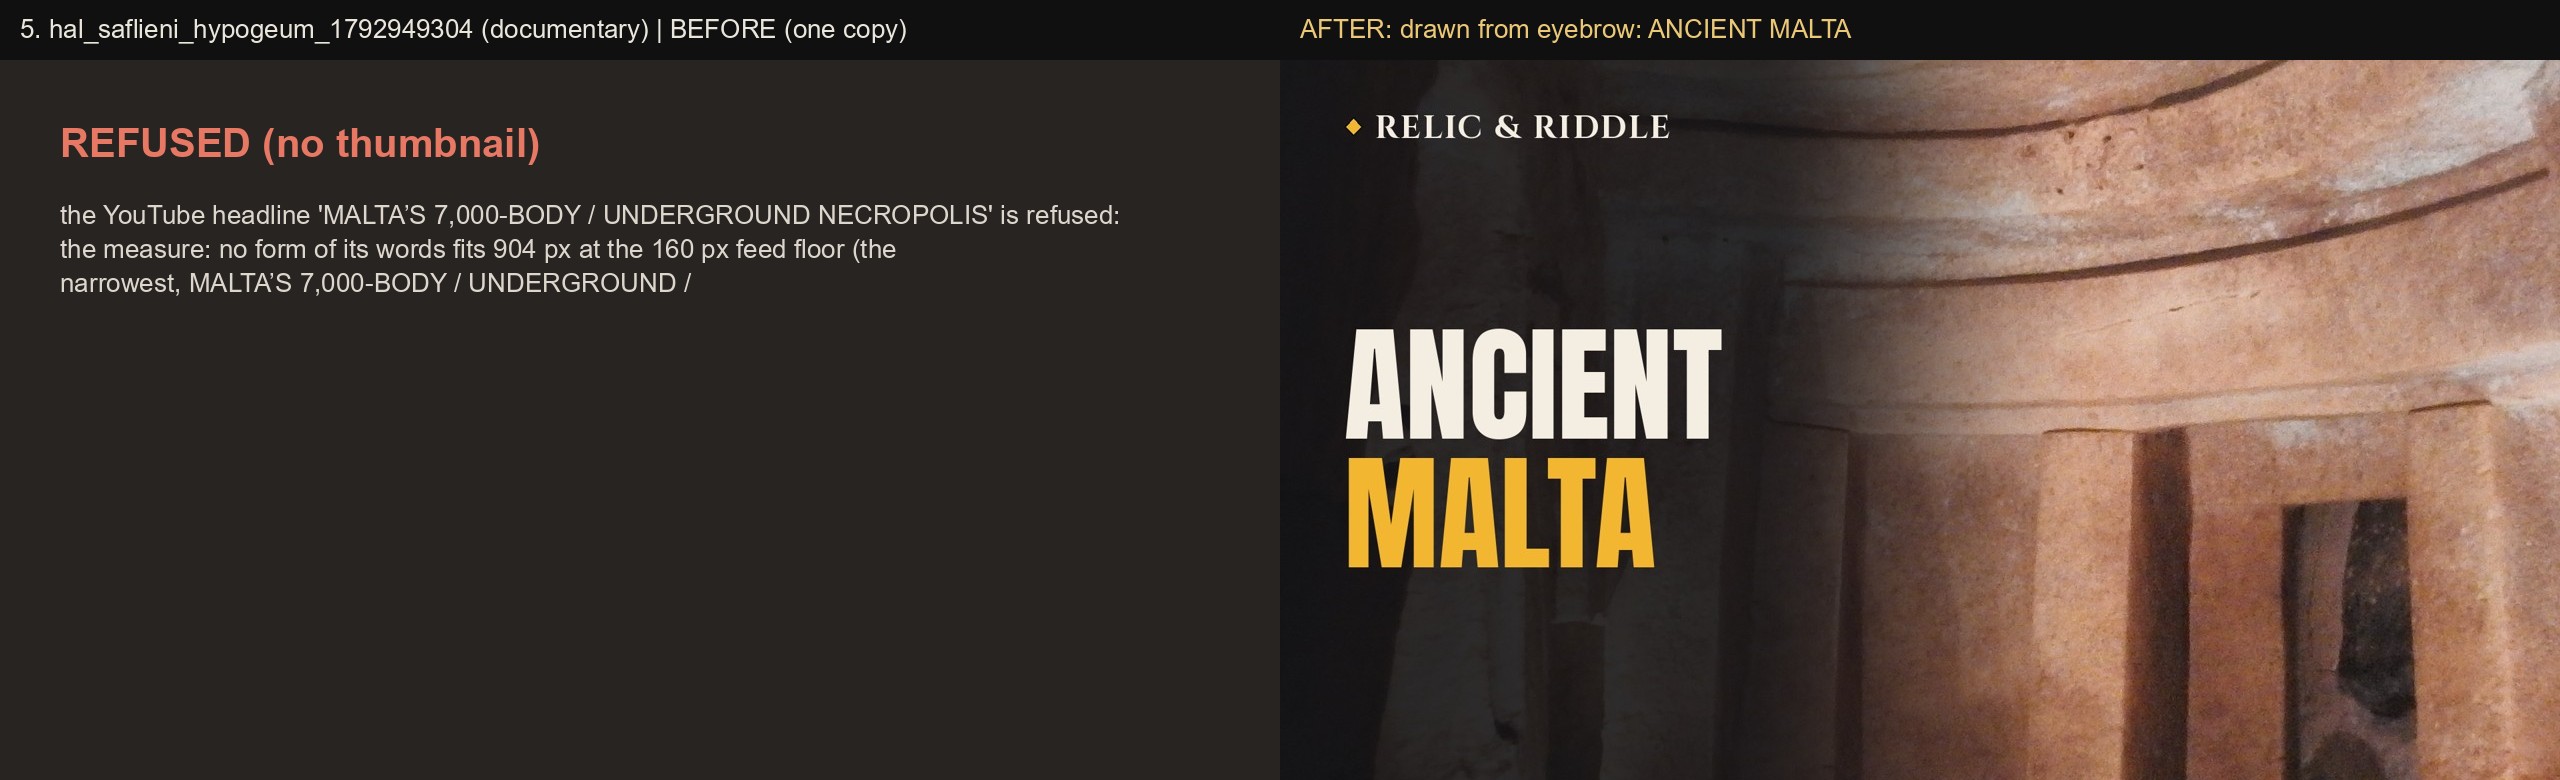 5. hal_saflieni_hypogeum_1792949304 (documentary) | BEFORE (one copy)
AFTER: drawn from eyebrow: ANCIENT MALTA
REFUSED (no thumbnail)
the YouTube headline 'MALTA’S 7,000-BODY / UNDERGROUND NECROPOLIS' is refused:
the measure: no form of its words fits 904 px at the 160 px feed floor (the
narrowest, MALTA’S 7,000-BODY / UNDERGROUND /
RELIC & RIDDLE
ANCIENT
MALTA